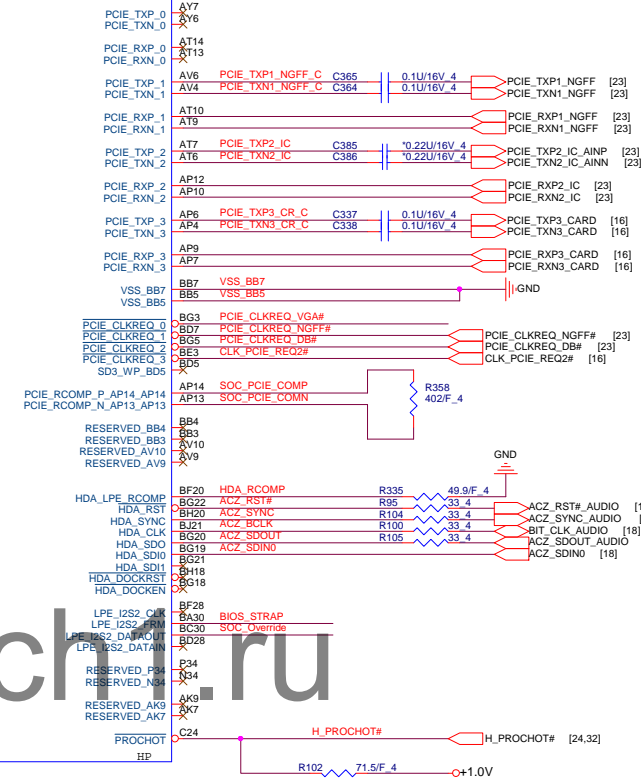 PCIE_TXP_0 AY7
PCIE_TXN_0 AY6
PCIE_RXP_0 AT14
PCIE_RXN_0 AT13
PCIE_TXP_1 AV6 PCIE_TXP1_NGFF_C C365 0.1U/16V_4 PCIE_TXP1_NGFF [23]
PCIE_TXN_1 AV4 PCIE_TXN1_NGFF_C C364 0.1U/16V_4 PCIE_TXN1_NGFF [23]
PCIE_RXP_1 AT10 PCIE_RXP1_NGFF [23]
PCIE_RXN_1 AT9 PCIE_RXN1_NGFF [23]
PCIE_TXP_2 AT7 PCIE_TXP2_IC C385 *0.22U/16V_4 PCIE_TXP2_IC_AINP [23]
PCIE_TXN_2 AT6 PCIE_TXN2_IC C386 *0.22U/16V_4 PCIE_TXN2_IC_AINN [23]
PCIE_RXP_2 AP12 PCIE_RXP2_IC [23]
PCIE_RXN_2 AP10 PCIE_RXN2_IC [23]
PCIE_TXP_3 AP6 PCIE_TXP3_CR_C C337 0.1U/16V_4 PCIE_TXP3_CARD [16]
PCIE_TXN_3 AP4 PCIE_TXN3_CR_C C338 0.1U/16V_4 PCIE_TXN3_CARD [16]
PCIE_RXP_3 AP9 PCIE_RXP3_CARD [16]
PCIE_RXN_3 AP7 PCIE_RXN3_CARD [16]
VSS_BB7 BB7 VSS_BB7 GND
VSS_BB5 BB5 VSS_BB5
PCIE_CLKREQ_0 BG3 PCIE_CLKREQ_VGA#
PCIE_CLKREQ_1 BD7 PCIE_CLKREQ_NGFF# PCIE_CLKREQ_NGFF# [23]
PCIE_CLKREQ_2 BG5 PCIE_CLKREQ_DB# PCIE_CLKREQ_DB# [23]
PCIE_CLKREQ_3 BE3 CLK_PCIE_REQ2# CLK_PCIE_REQ2# [16]
SD3_WP_BD5 BD5
PCIE_RCOMP_P_AP14_AP14 AP14 SOC_PCIE_COMP R358
PCIE_RCOMP_N_AP13_AP13 AP13 SOC_PCIE_COMN 402/F_4
RESERVED_BB4 BB4
RESERVED_BB3 BB3
RESERVED_AV10 AV10
RESERVED_AV9 AV9
GND
HDA_LPE_RCOMP BF20 HDA_RCOMP R335 49.9/F_4
HDA_RST BG22 ACZ_RST# R95 33_4 ACZ_RST#_AUDIO [1
HDA_SYNC BH20 ACZ_SYNC R104 33_4 ACZ_SYNC_AUDIO [
HDA_CLK BJ21 ACZ_BCLK R100 33_4 BIT_CLK_AUDIO [18]
HDA_SDO BG20 ACZ_SDOUT R105 33_4 ACZ_SDOUT_AUDIO
HDA_SDI0 BG19 ACZ_SDIN0 ACZ_SDIN0 [18]
HDA_SDI1 BG21
HDA_DOCKRST BH18
HDA_DOCKEN BG18
LPE_I2S2_CLK BF28
LPE_I2S2_FRM BA30 BIOS_STRAP
LPE_I2S2_DATAOUT BC30 SOC_Override
LPE_I2S2_DATAIN BD28
ch1.ru
RESERVED_P34 P34
RESERVED_N34 N34
RESERVED_AK9 AK9
RESERVED_AK7 AK7
PROCHOT C24 H_PROCHOT# H_PROCHOT# [24,32]
HP
R102 71.5/F_4 +1.0V